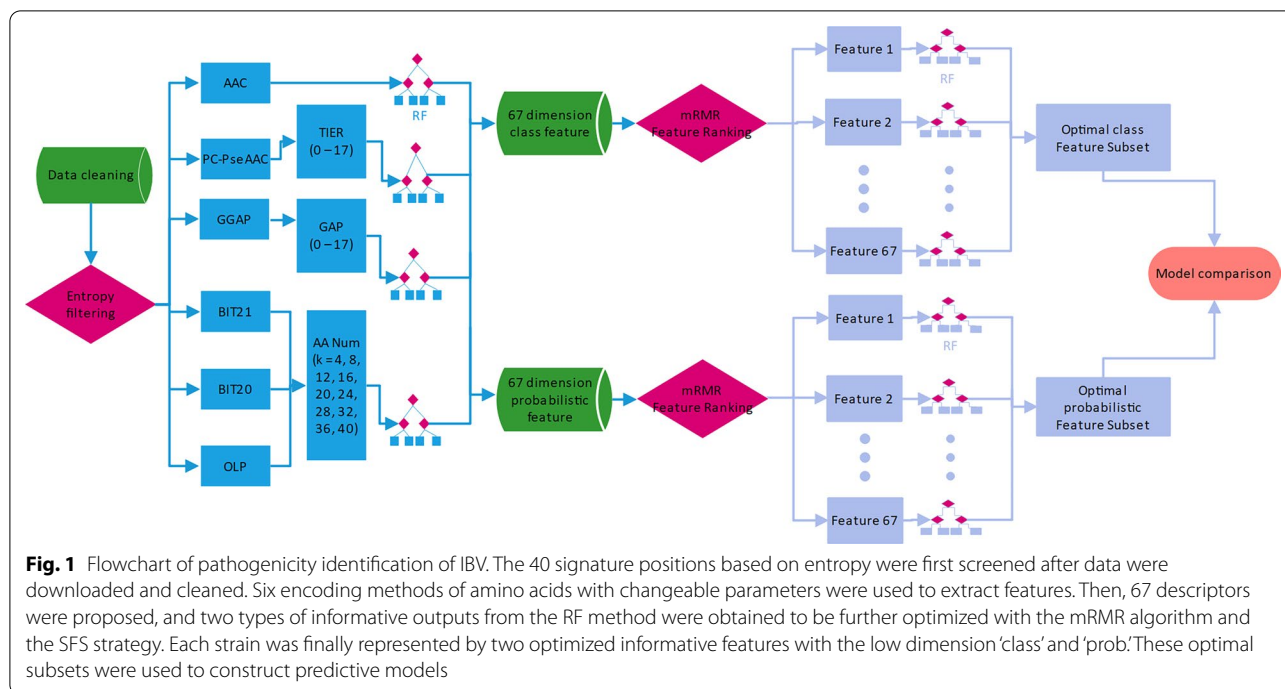 Data cleaning
Entropy
filtering
AAC
PC-PseAAC
GGAP
BIT21
BIT20
OLP
TIER
(0 – 17)
GAP
(0 – 17)
AA Num
(k = 4, 8,
12, 16,
20, 24,
28, 32,
36, 40)
RF
67 dimension
class feature
67 dimension
probabilistic
feature
mRMR
Feature Ranking
mRMR
Feature Ranking
Feature 1
RF
Feature 2
Feature 67
Feature 1
RF
Feature 2
Feature 67
Optimal class
Feature Subset
Optimal
probabilistic
Feature Subset
Model comparison
Fig. 1 Flowchart of pathogenicity identification of IBV. The 40 signature positions based on entropy were first screened after data were
downloaded and cleaned. Six encoding methods of amino acids with changeable parameters were used to extract features. Then, 67 descriptors
were proposed, and two types of informative outputs from the RF method were obtained to be further optimized with the mRMR algorithm and
the SFS strategy. Each strain was finally represented by two optimized informative features with the low dimension ‘class’ and ‘prob.’ These optimal
subsets were used to construct predictive models